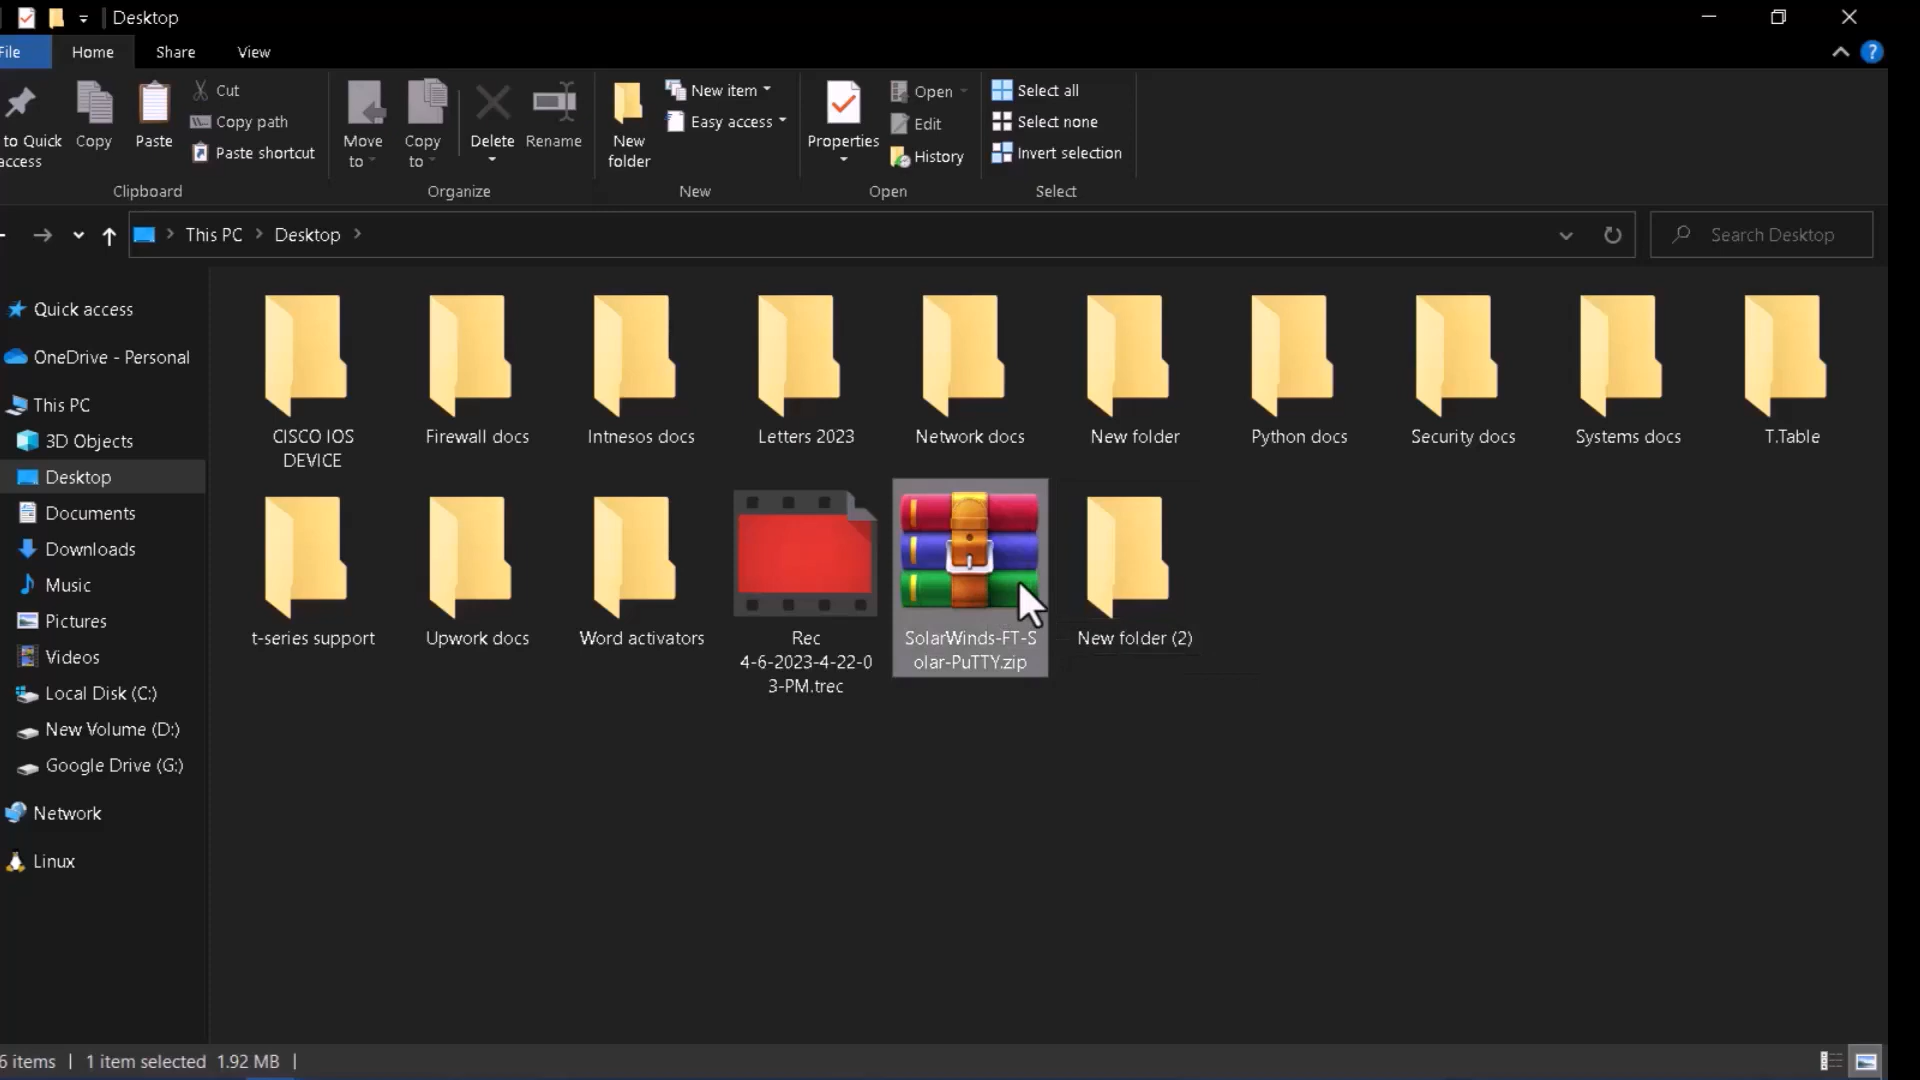 Desktop
File
Home
Share
View
to Quick
access
Copy
Paste
Cut
Copy path
Paste shortcut
Move
to
Copy
to
Delete
Rename
New
folder
New item
Easy access
Properties
Open
Edit
History
Select all
Select none
Invert selection
Clipboard
Organize
New
Open
Select
This PC
Desktop
Search Desktop
Quick access
OneDrive - Personal
This PC
3D Objects
Desktop
Documents
Downloads
Music
Pictures
Videos
Local Disk (C:)
New Volume (D:)
Google Drive (G:)
Network
Linux
CISCO IOS
DEVICE
Firewall docs
Intnesos docs
Letters 2023
Network docs
New folder
Python docs
Security docs
Systems docs
T.Table
t-series support
Upwork docs
Word activators
Rec
4-6-2023-4-22-0
3-PM.trec
SolarWinds-FT-S
olar-PuTTY.zip
New folder (2)
6 items
1 item selected 1.92 MB